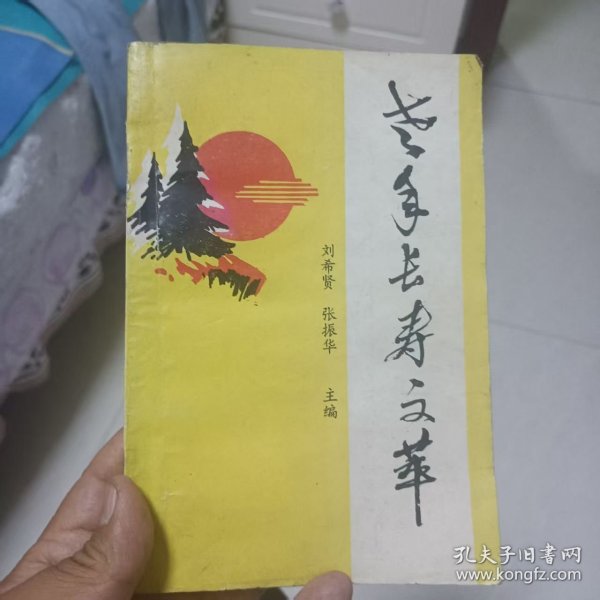 老年长寿文萃
刘希贤 张振华 主编
孔夫子旧书网
www.kongfz.com